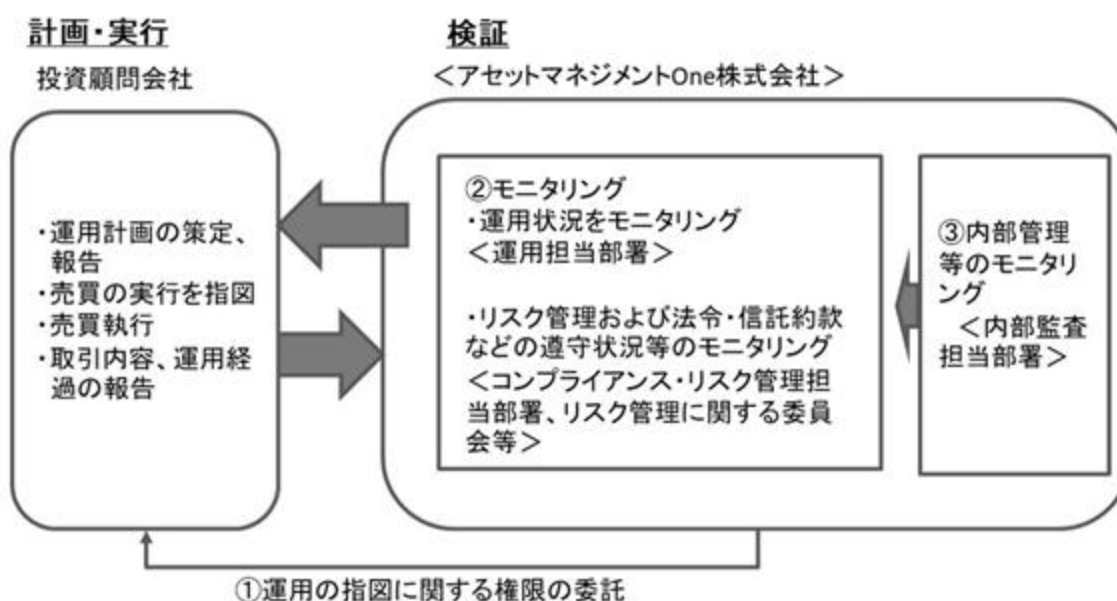 計画・実行
投資顧問会社
・運用計画の策定、
報告
・売買の実行を指図
・売買執行
・取引内容、運用経
過の報告
検証
<アセットマネジメントOne株式会社>
②モニタリング
・運用状況をモニタリング
<運用担当部署>
・リスク管理および法令・信託約款
などの遵守状況等のモニタリング
<コンプライアンス・リスク管理担
当部署、リスク管理に関する委員
会等>
③内部管理
等のモニタリ
ング
<内部監査
担当部署>
①運用の指図に関する権限の委託